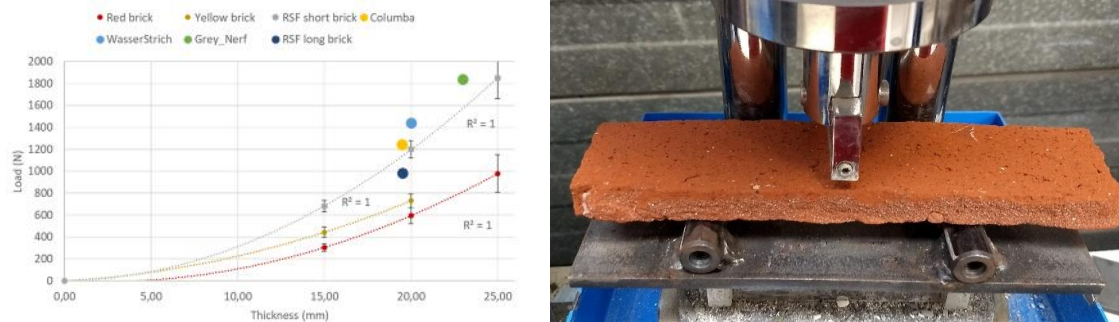 Red brick Yellow brick RSF short brick Columba
WasserStrich Grey_Nerf RSF long brick
2000
1800
1600
1400
1200
1000
800
600
400
200
0
Load (N)
R² = 1
R² = 1
R² = 1
0,00 5,00 10,00 15,00 20,00 25,00
Thickness (mm)